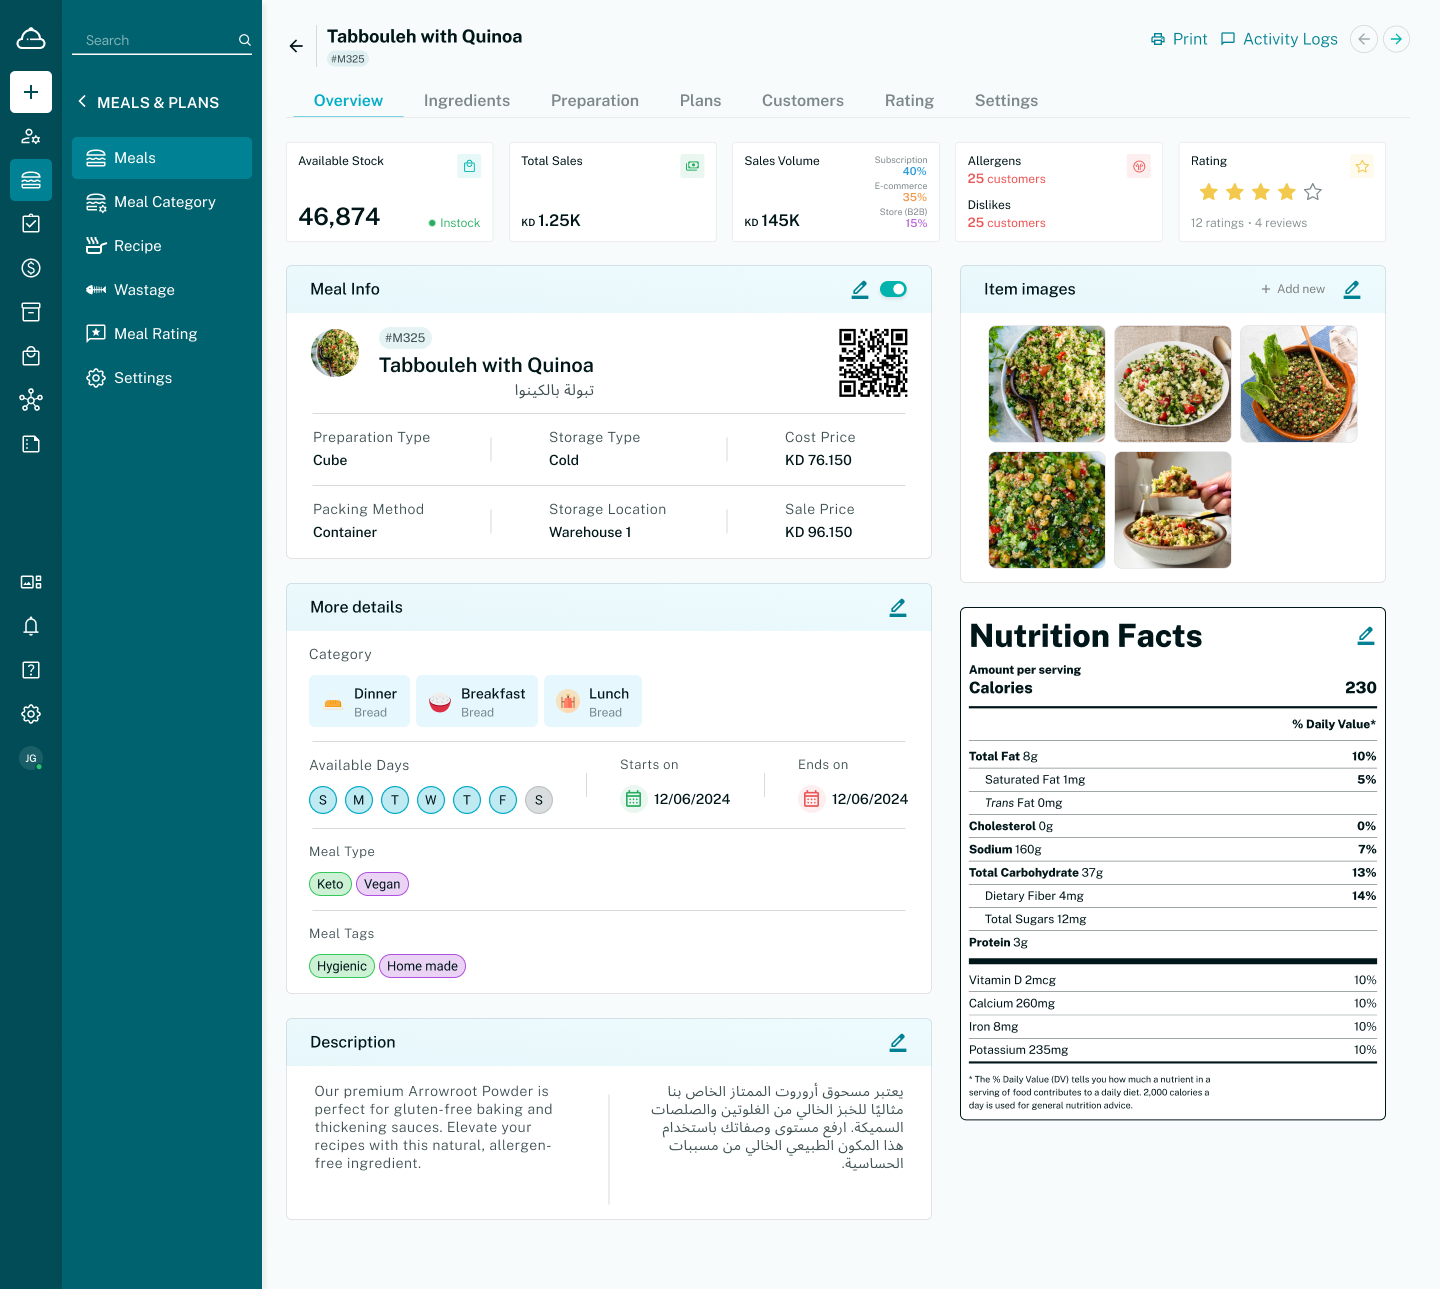 Search
MEALS & PLANS
Meals
Meal Category
Recipe
Wastage
Meal Rating
Settings
JG
Tabbouleh with Quinoa
#M325
Print
Activity Logs
Overview
Ingredients
Preparation
Plans
Customers
Rating
Settings
Available Stock
46,874
Instock
Total Sales
KD 1.25K
Sales Volume
KD 145K
Subscription
40%
E-commerce
35%
Store (B2B)
15%
Allergens
25 customers
Dislikes
25 customers
Rating
12 ratings • 4 reviews
Meal Info
#M325
Tabbouleh with Quinoa
تبولة بالكينوا
Preparation Type
Cube
Storage Type
Cold
Cost Price
KD 76.150
Packing Method
Container
Storage Location
Warehouse 1
Sale Price
KD 96.150
Item images
+ Add new
More details
Category
Dinner
Bread
Breakfast
Bread
Lunch
Bread
Available Days
S M T W T F S
Starts on
12/06/2024
Ends on
12/06/2024
Meal Type
Keto
Vegan
Meal Tags
Hygienic
Home made
Description
Our premium Arrowroot Powder is
perfect for gluten-free baking and
thickening sauces. Elevate your
recipes with this natural, allergen-
free ingredient.
يعتبر مسحوق أروروت الممتاز الخاص بنا
مثاليًا للخبز الخالي من الغلوتين والصلصات
السميكة. ارفع مستوى وصفاتك باستخدام
هذا المكون الطبيعي الخالي من مسببات
الحساسية.
Nutrition Facts
Amount per serving
Calories 230
% Daily Value*
Total Fat 8g 10%
Saturated Fat 1mg 5%
Trans Fat 0mg
Cholesterol 0g 0%
Sodium 160g 7%
Total Carbohydrate 37g 13%
Dietary Fiber 4mg 14%
Total Sugars 12mg
Protein 3g
Vitamin D 2mcg 10%
Calcium 260mg 10%
Iron 8mg 10%
Potassium 235mg 10%
* The % Daily Value (DV) tells you how much a nutrient in a
serving of food contributes to a daily diet. 2,000 calories a
day is used for general nutrition advice.